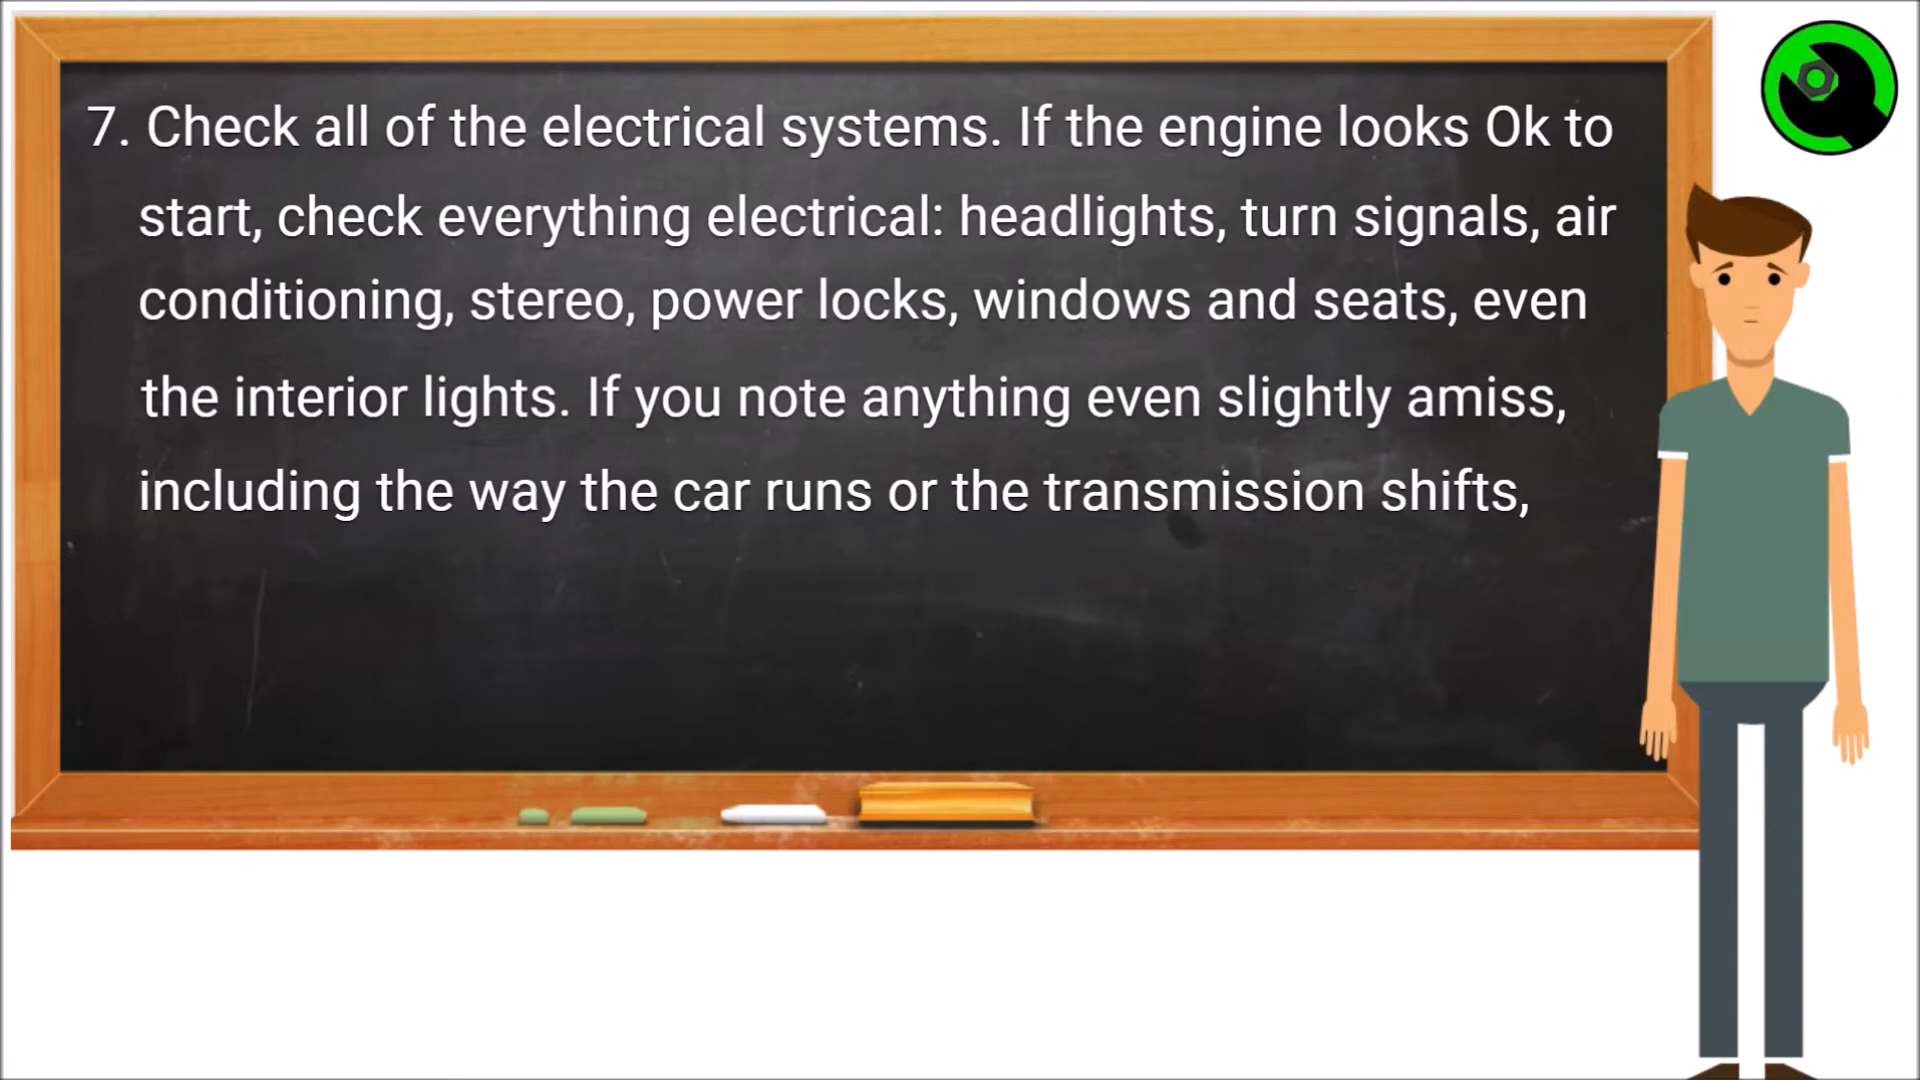 7. Check all of the electrical systems. If the engine looks Ok to
start, check everything electrical: headlights, turn signals, air
conditioning, stereo, power locks, windows and seats, even
the interior lights. If you note anything even slightly amiss,
including the way the car runs or the transmission shifts,